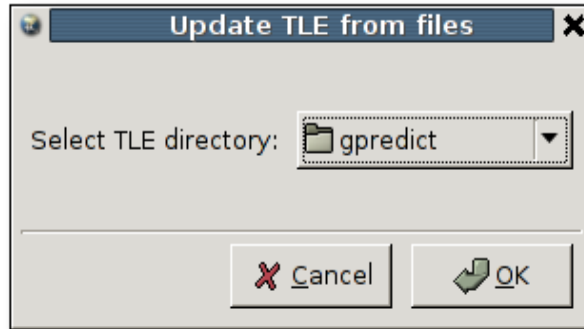 Update TLE from files
Select TLE directory: gpredict
Cancel OK